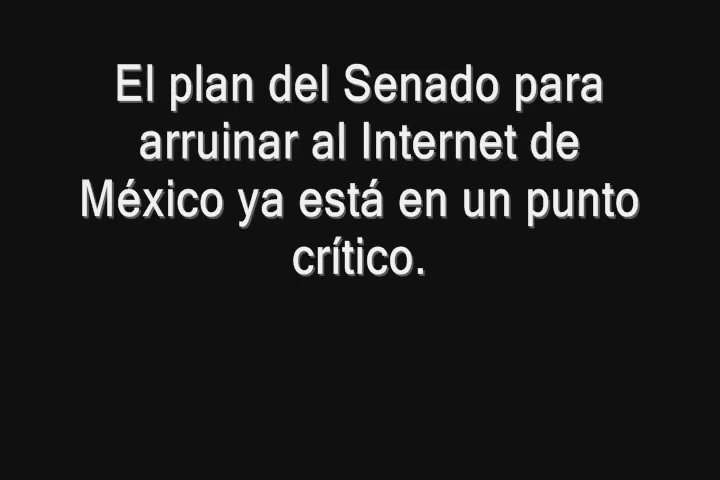 El plan del Senado para
arruinar al Internet de
México ya está en un punto
crítico.